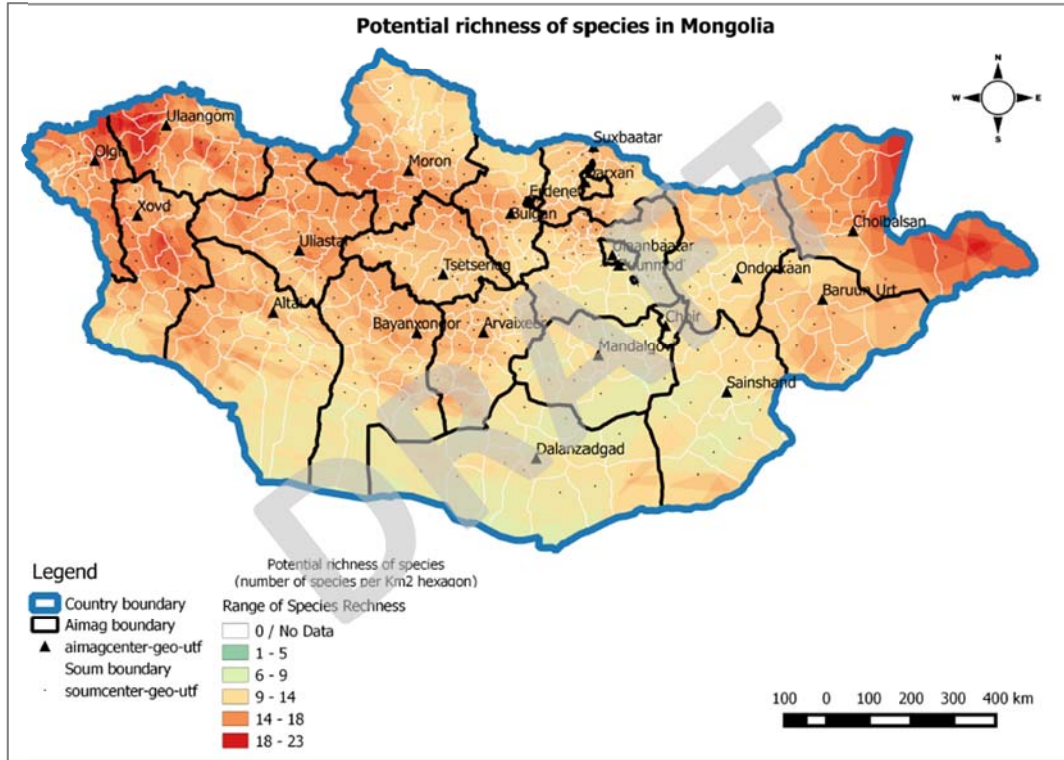 Potential richness of species in Mongolia
N
W E
S
Suxbaatar
Ulaangom
Olgii
Darxan
Moron
Erdenet
Xovd
Bulgan
Choibalsan
Uliastai
Ulaanbaatar
Tsetserleg
Zuunmod
Ondorkaan
Baruun Urt
Altai
Bayanxongor
Arvaixeer
Choir
Mandalgovi
Sainshand
Dalanzadgad
DRAFT
Legend
Country boundary
Aimag boundary
aimagcenter-geo-utf
Soum boundary
soumcenter-geo-utf
Potential richness of species
(number of species per Km2 hexagon)
Range of Species Rechness
0 / No Data
1 - 5
6 - 9
9 - 14
14 - 18
18 - 23
100 0 100 200 300 400 km